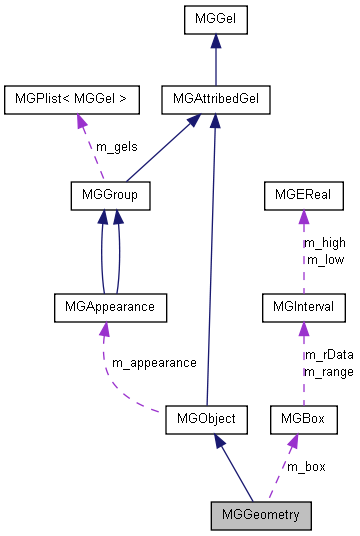 MGGel
MGPlist< MGGel >
MGAttribedGel
m_gels
MGGroup
MGEReal
m_high
m_low
MGAppearance
MGInterval
m_appearance
m_rData
m_range
MGObject
MGBox
m_box
MGGeometry